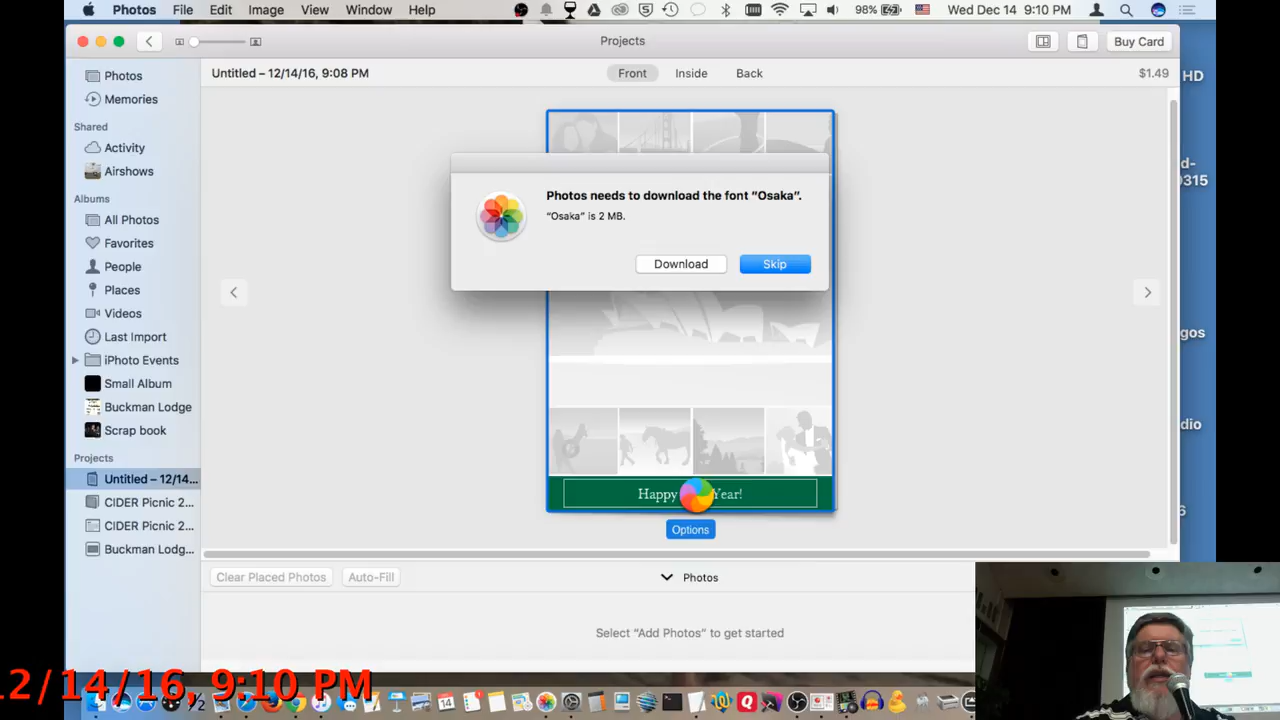 Photos File Edit Image View Window Help 98% Wed Dec 14 9:10 PM
Projects
Buy Card
Untitled – 12/14/16, 9:08 PM
Front Inside Back
$1.49
Photos
Memories
Shared
Activity
Airshows
Albums
All Photos
Favorites
People
Places
Videos
Last Import
iPhoto Events
Small Album
Buckman Lodge
Scrap book
Projects
Untitled – 12/14...
CIDER Picnic 2...
CIDER Picnic 2...
Buckman Lodg...
Photos needs to download the font “Osaka”.
“Osaka” is 2 MB.
Download
Skip
Happy Year!
Options
Clear Placed Photos
Auto-Fill
Photos
Select “Add Photos” to get started
HD
d-
0315
gos
dio
6
12/14/16, 9:10 PM